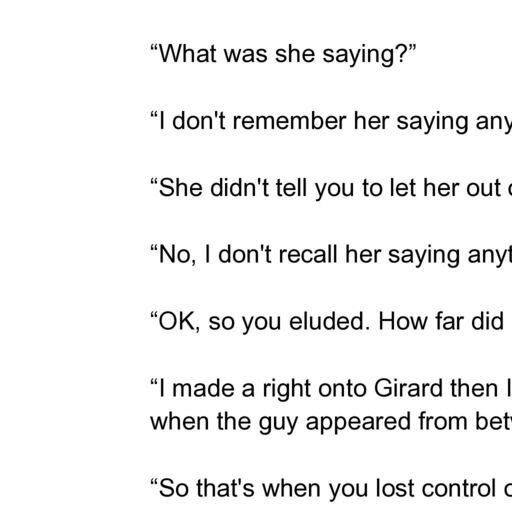 “What was she saying?”
“I don't remember her saying any
“She didn't tell you to let her out
“No, I don't recall her saying anyt
“OK, so you eluded. How far did
“I made a right onto Girard then
when the guy appeared from bet
“So that's when you lost control